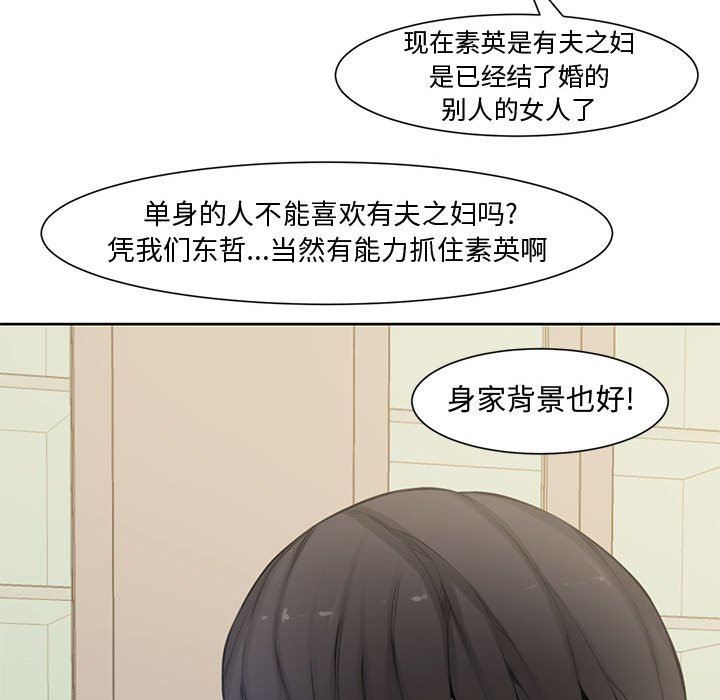 现在素英是有夫之妇
是已经结了婚的
别人的女人了
单身的人不能喜欢有夫之妇吗?
凭我们东哲...当然有能力抓住素英啊
身家背景也好!